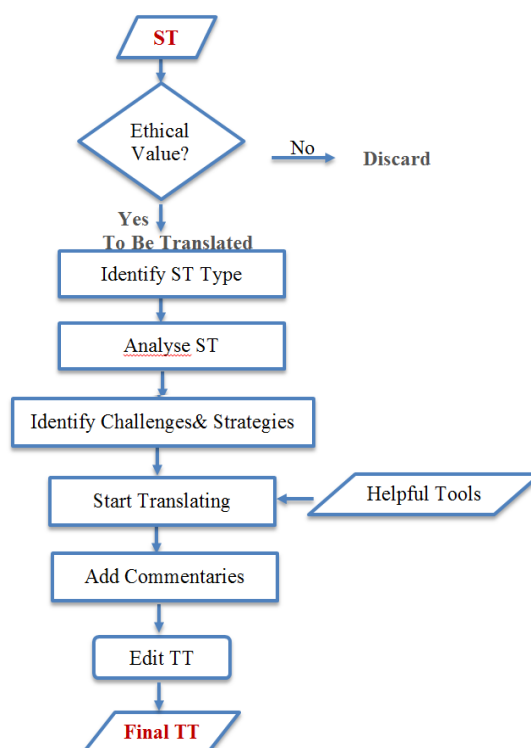 ST
Ethical
Value?
No
Discard
Yes
To Be Translated
Identify ST Type
Analyse ST
Identify Challenges& Strategies
Start Translating
Helpful Tools
Add Commentaries
Edit TT
Final TT